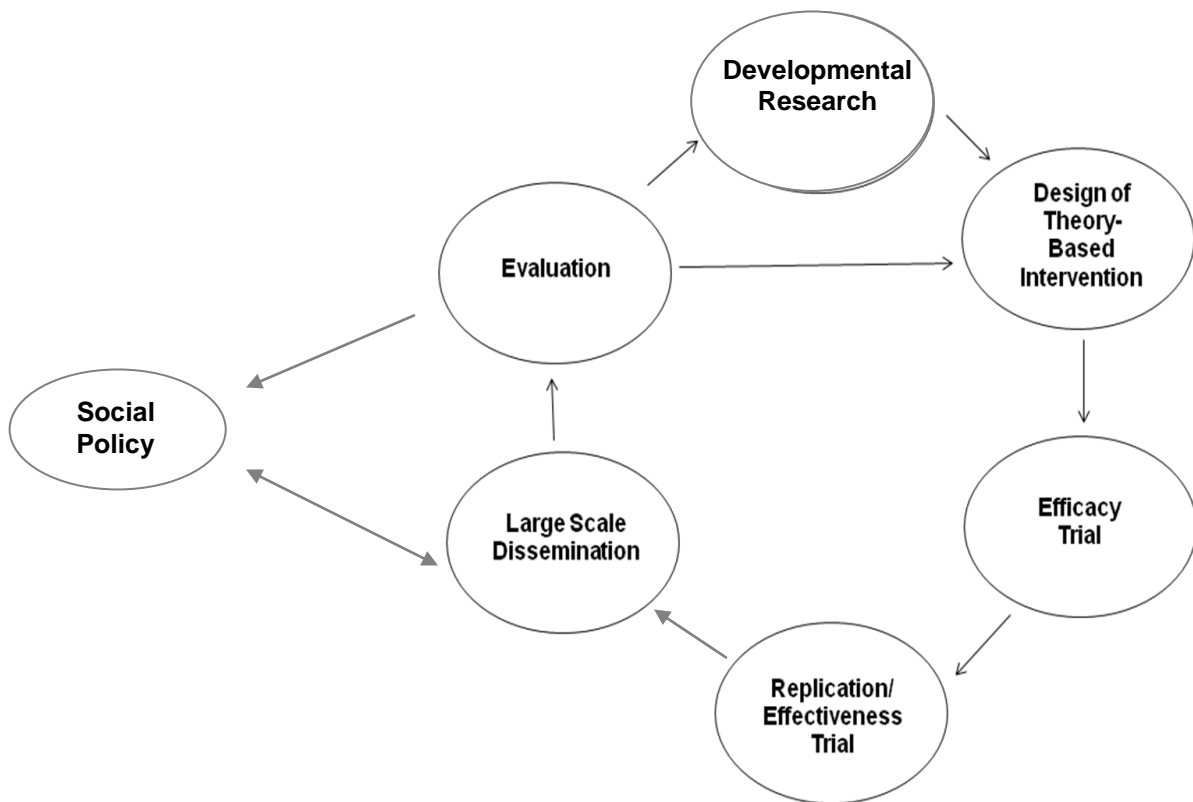 Developmental
Research
Design of
Theory-
Based
Intervention
Evaluation
Social
Policy
Large Scale
Dissemination
Efficacy
Trial
Replication/
Effectiveness
Trial